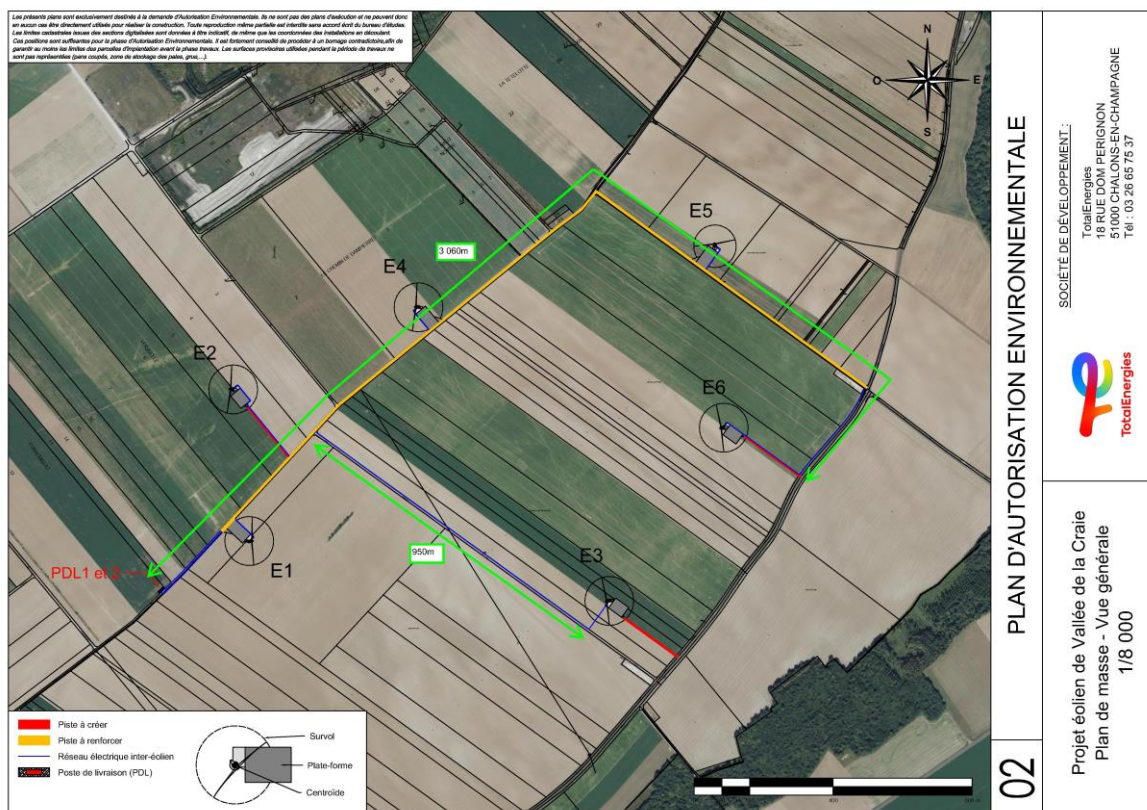 Les présents plans sont exclusivement destinés à la demande d'Autorisation Environnementale. Ils ne sont pas des plans d'exécution et ne peuvent donc
en aucun cas être directement utilisés pour réaliser la construction. Toute reproduction même partielle est interdite sans accord écrit du bureau d'études.
Les limites cadastrales issues des sections digitalisées sont données à titre indicatif, de même que les coordonnées des installations en découlant.
Ces positions sont suffisantes pour la phase d'Autorisation Environnementale. Il est fortement conseillé de procéder à un bornage contradictoire,afin de
garantir au moins les limites des parcelles d'implantation avant la phase travaux. Les surfaces provisoires utilisées pendant la période de travaux ne
sont pas représentées (pans coupés, zone de stockage des pales, grue,...).
N
O
E
S
LA TETELOTTE
CHEMIN DE DAMPIERRE
3 060m
E5
E4
E2
E6
950m
E3
E1
PDL1 et 2
Piste à créer
Piste à renforcer
Réseau électrique inter-éolien
Poste de livraison (PDL)
Survol
Plate-forme
Centroïde
400
PLAN D'AUTORISATION ENVIRONNEMENTALE
02
SOCIÉTÉ DE DÉVELOPPEMENT :
TotalEnergies
18 RUE DOM PERIGNON
51000 CHALONS-EN-CHAMPAGNE
Tél : 03 26 65 75 37
TotalEnergies
Projet éolien de Vallée de la Craie
Plan de masse - Vue générale
1/8 000